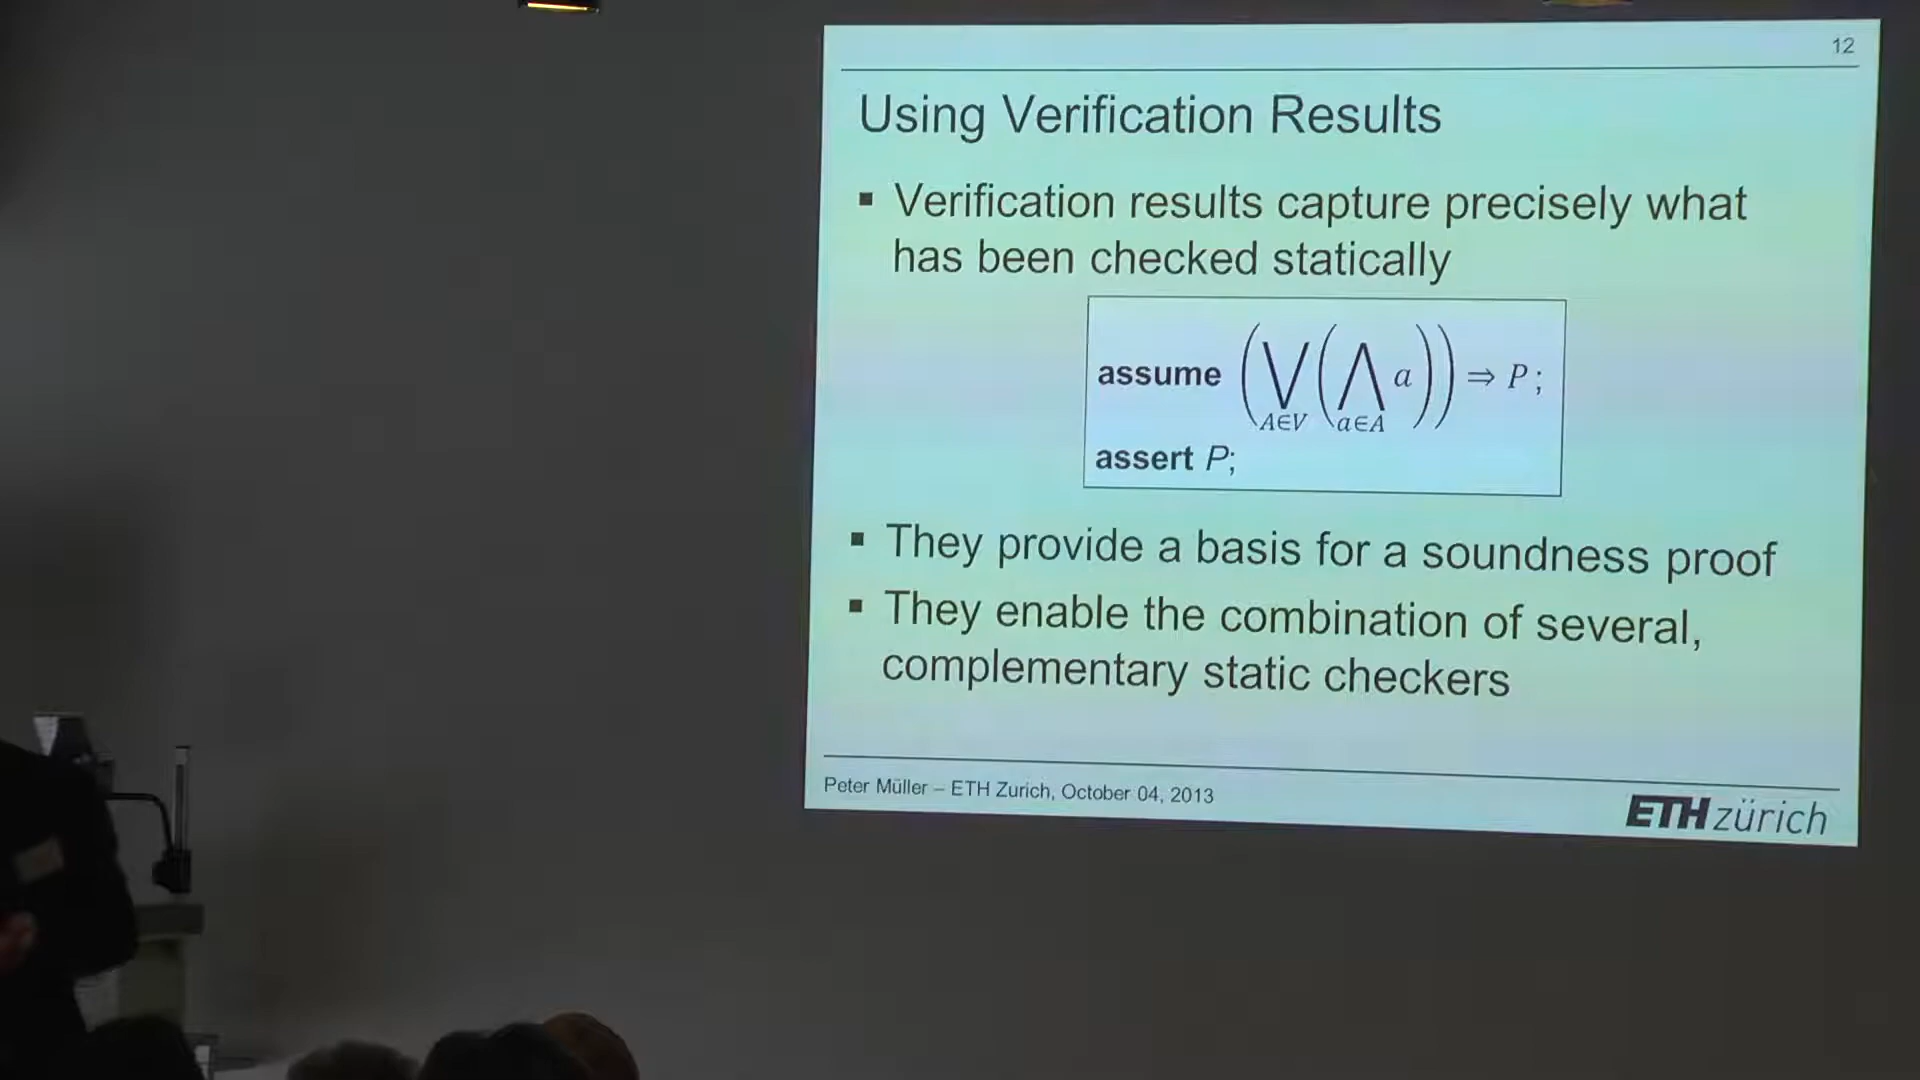 12
Using Verification Results
▪ Verification results capture precisely what
has been checked statically
assume (⋁_{A∈V} (⋀_{a∈A} a)) ⇒ P ;
assert P;
▪ They provide a basis for a soundness proof
▪ They enable the combination of several,
complementary static checkers
Peter Müller – ETH Zurich, October 04, 2013
ETH zürich